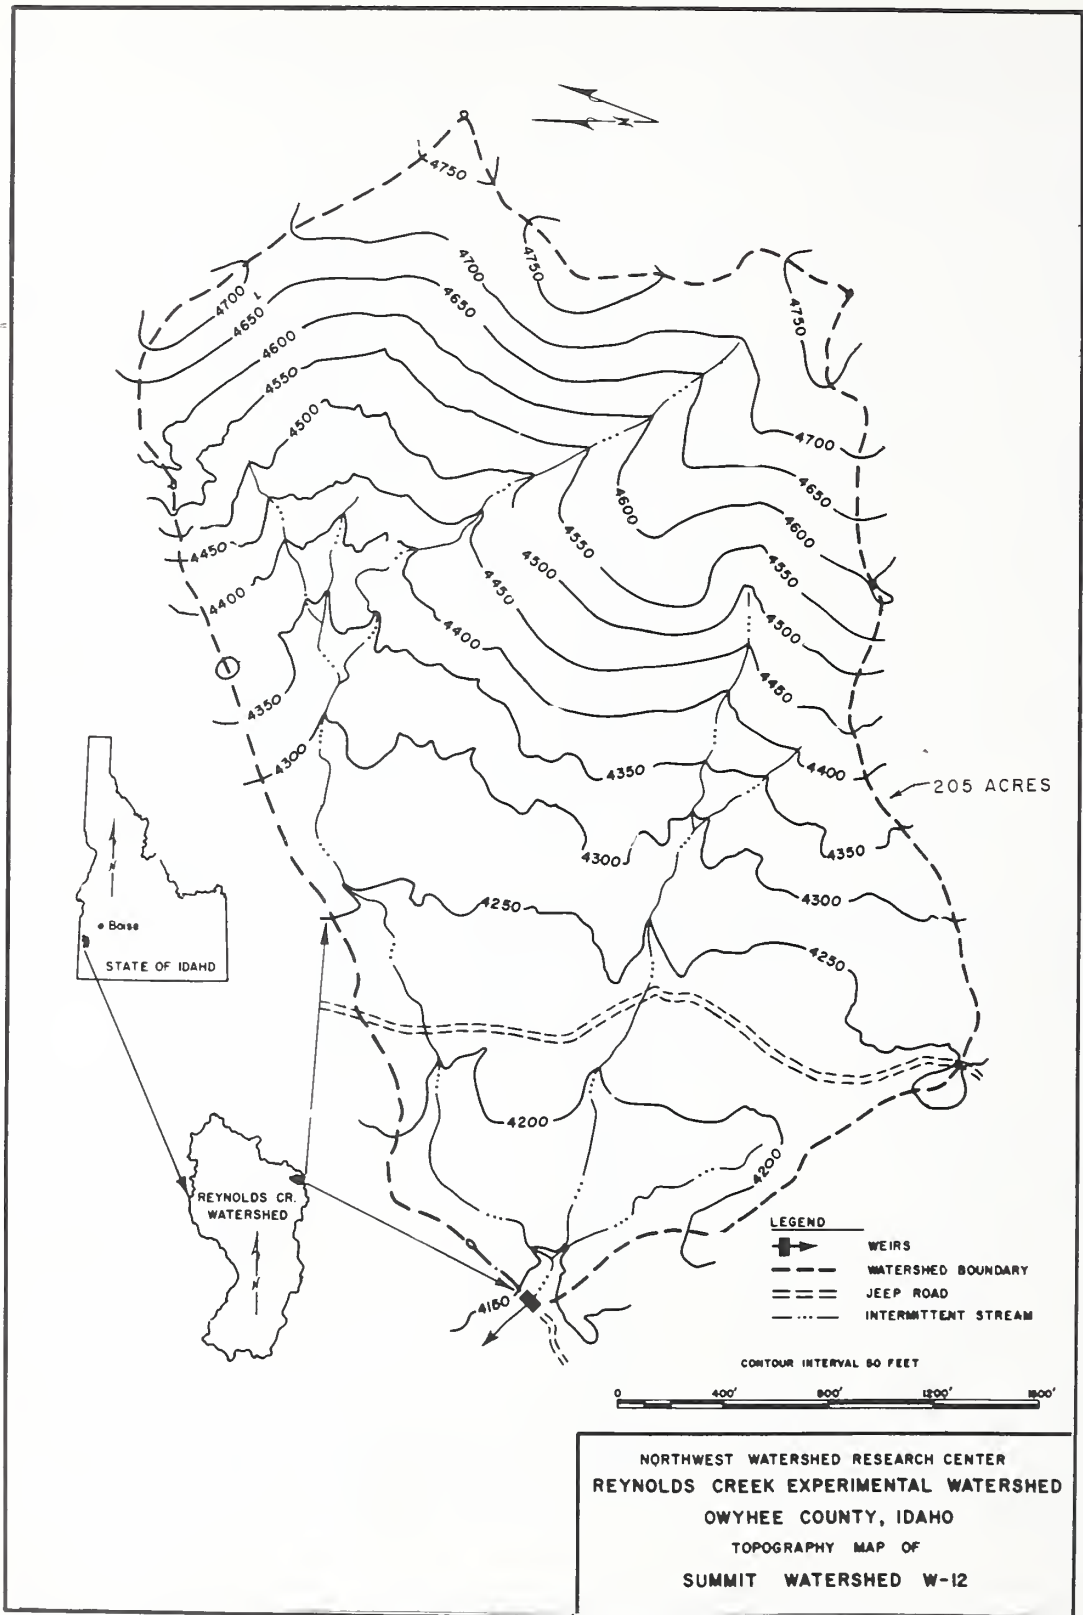 N
4750
4750
4700
4750
4700
4650
4650
4600
4550
4500
4700
4650
4600
4600
4550
4500
4550
4450
4450
4500
4400
4400
4450
4350
4300
4350
4400
205 ACRES
4300
4350
4250
4300
4250
Boise
STATE OF IDAHO
N
4200
4200
REYNOLDS CR.
WATERSHED
N
4150
LEGEND
WEIRS
WATERSHED BOUNDARY
JEEP ROAD
INTERMITTENT STREAM
CONTOUR INTERVAL 50 FEET
0 400' 800' 1200' 1600'
NORTHWEST WATERSHED RESEARCH CENTER
REYNOLDS CREEK EXPERIMENTAL WATERSHED
OWYHEE COUNTY, IDAHO
TOPOGRAPHY MAP OF
SUMMIT WATERSHED W-12